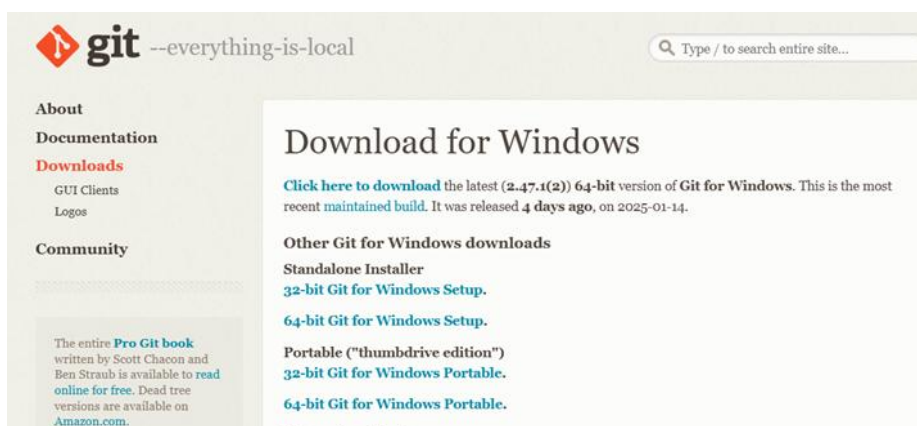 git --everything-is-local
Type / to search entire site...
About
Documentation
Downloads
GUI Clients
Logos
Community
The entire Pro Git book
written by Scott Chacon and
Ben Straub is available to read
online for free. Dead tree
versions are available on
Amazon.com.
Download for Windows
Click here to download the latest (2.47.1(2)) 64-bit version of Git for Windows. This is the most
recent maintained build. It was released 4 days ago, on 2025-01-14.
Other Git for Windows downloads
Standalone Installer
32-bit Git for Windows Setup.
64-bit Git for Windows Setup.
Portable ("thumbdrive edition")
32-bit Git for Windows Portable.
64-bit Git for Windows Portable.